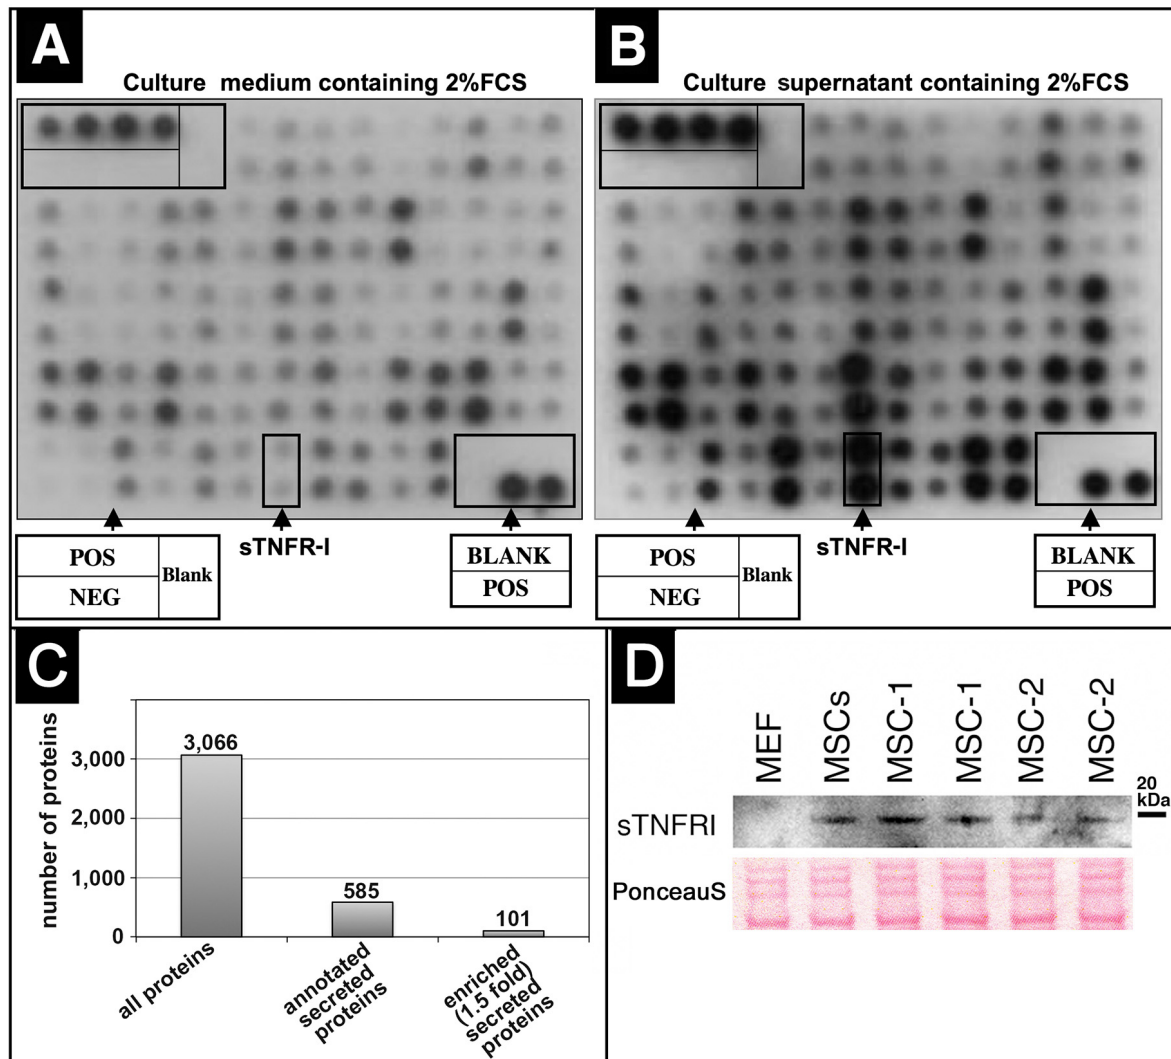 A
Culture medium containing 2%FCS
POS
NEG
Blank
sTNFR-I
BLANK
POS
B
Culture supernatant containing 2%FCS
POS
NEG
Blank
sTNFR-I
BLANK
POS
C
number of proteins
3,000
2,000
1,000
0
3,066
585
101
all proteins
annotated
secreted
proteins
enriched
(1.5 fold)
secreted
proteins
D
MEF
MSCs
MSC-1
MSC-1
MSC-2
MSC-2
20
kDa
sTNFRI
PonceauS